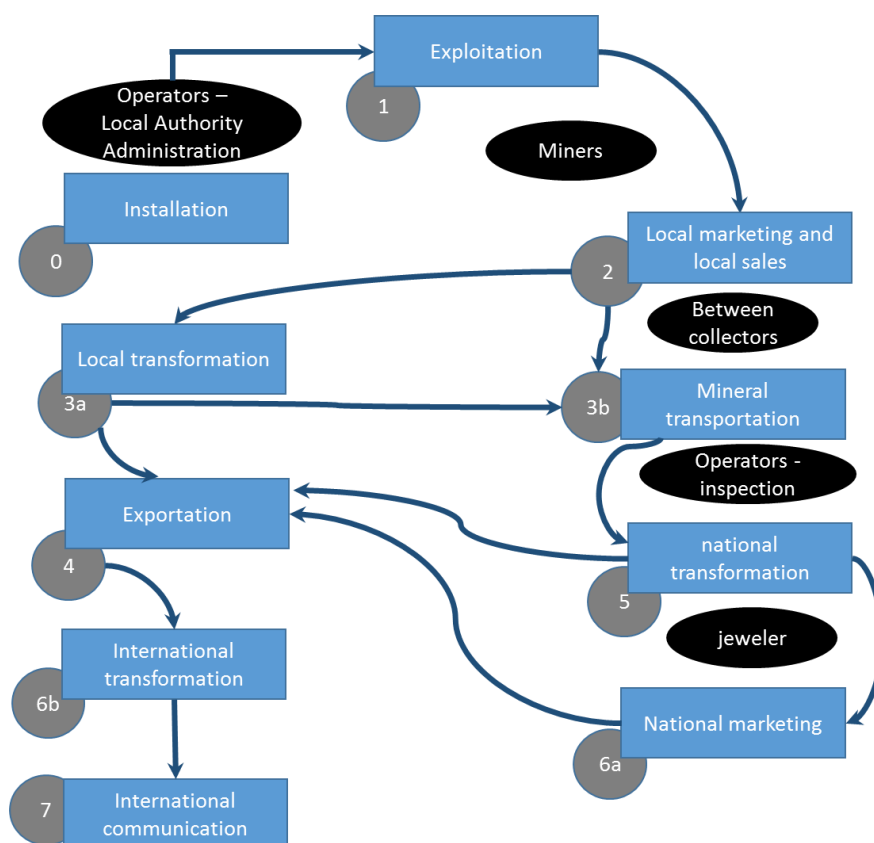 Exploitation
1
Operators –
Local Authority
Administration
Miners
Installation
0
Local marketing and
local sales
2
Between
collectors
Local transformation
3a
Mineral
transportation
3b
Operators -
inspection
Exportation
4
national
transformation
5
jeweler
International
transformation
6b
National marketing
6a
International
communication
7